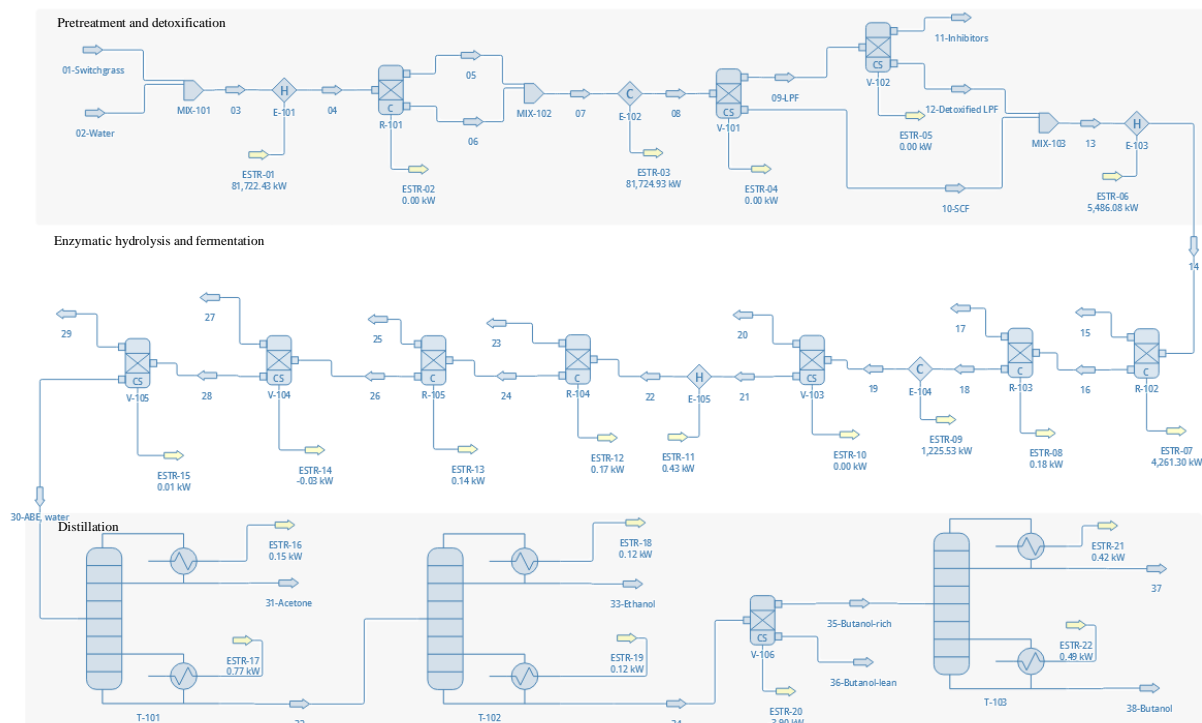 Pretreatment and detoxification
01-Switchgrass
02-Water
MIX-101
03
H
E-101
ESTR-01
81,722.43 kW
04
C
R-101
ESTR-02
0.00 kW
05
06
MIX-102
07
C
E-102
ESTR-03
81,724.93 kW
08
CS
V-101
ESTR-04
0.00 kW
09-LPF
CS
V-102
ESTR-05
0.00 kW
11-Inhibitors
12-Detoxified LPF
10-SCF
MIX-103
13
H
E-103
ESTR-06
5,486.08 kW
14
Enzymatic hydrolysis and fermentation
29
CS
V-105
ESTR-15
0.01 kW
28
27
CS
V-104
ESTR-14
-0.03 kW
26
25
C
R-105
ESTR-13
0.14 kW
24
23
C
R-104
ESTR-12
0.17 kW
22
H
E-105
ESTR-11
0.43 kW
21
20
CS
V-103
ESTR-10
0.00 kW
19
C
E-104
ESTR-09
1,225.53 kW
18
17
C
R-103
ESTR-08
0.18 kW
16
15
C
R-102
ESTR-07
4,261.30 kW
30-ABE, water
Distillation
ESTR-16
0.15 kW
31-Acetone
ESTR-17
0.77 kW
T-101
ESTR-18
0.12 kW
33-Ethanol
ESTR-19
0.12 kW
T-102
CS
V-106
ESTR-20
35-Butanol-rich
36-Butanol-lean
ESTR-21
0.42 kW
37
ESTR-22
0.49 kW
T-103
38-Butanol